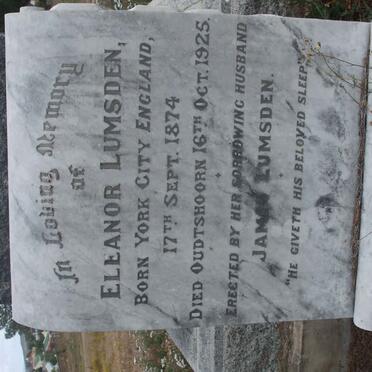 In Loving Memory
of
ELEANOR LUMSDEN,
BORN YORK CITY ENGLAND,
17TH SEPT. 1874
DIED OUDTSHOORN 16TH OCT. 1925.
ERECTED BY HER SORROWING HUSBAND
JAMES LUMSDEN.
"HE GIVETH HIS BELOVED SLEEP"